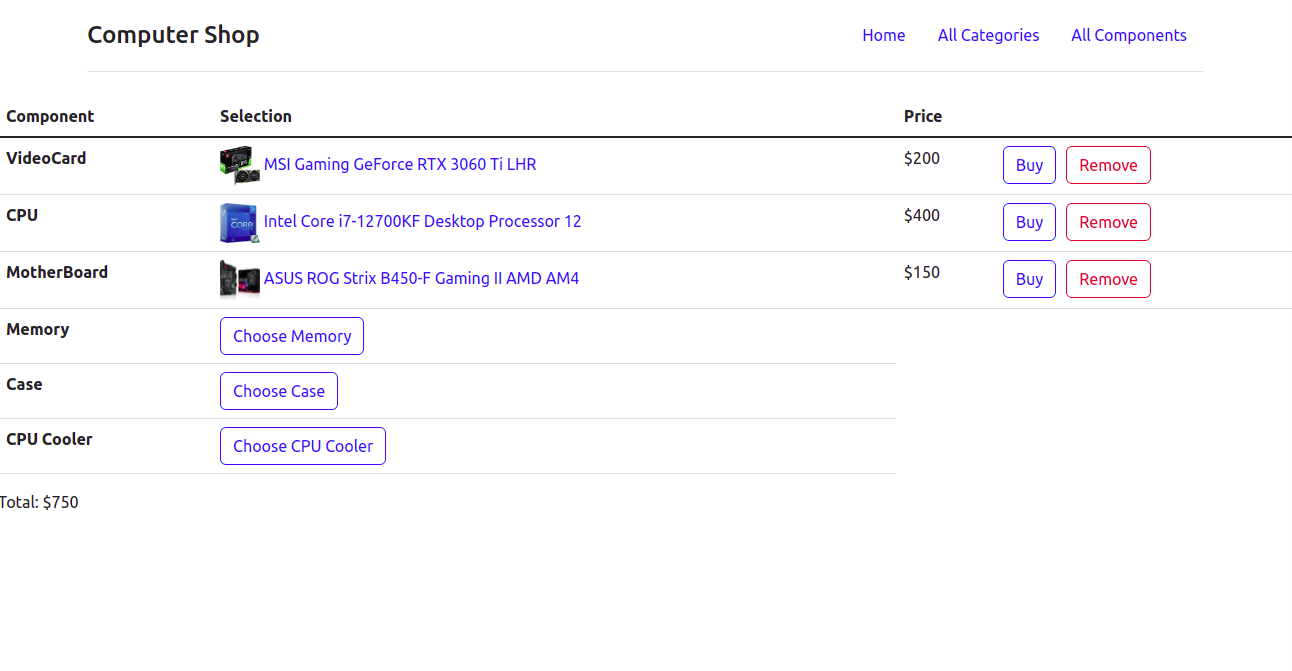 Computer Shop Home All Categories All Components
Component Selection Price
VideoCard MSI Gaming GeForce RTX 3060 Ti LHR $200 Buy Remove
CPU Intel Core i7-12700KF Desktop Processor 12 $400 Buy Remove
MotherBoard ASUS ROG Strix B450-F Gaming II AMD AM4 $150 Buy Remove
Memory Choose Memory
Case Choose Case
CPU Cooler Choose CPU Cooler
Total: $750